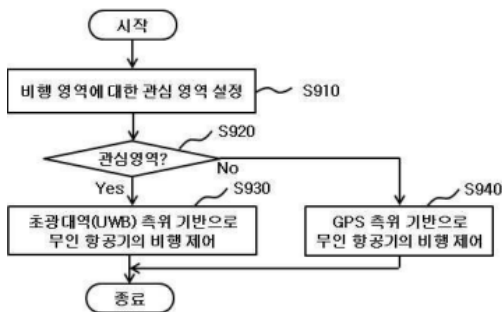 시작
비행 영역에 대한 관심 영역 설정
S910
S920
관심영역?
No
Yes
S930
초광대역(UWB) 측위 기반으로
무인 항공기의 비행 제어
S940
GPS 측위 기반으로
무인 항공기의 비행 제어
종료